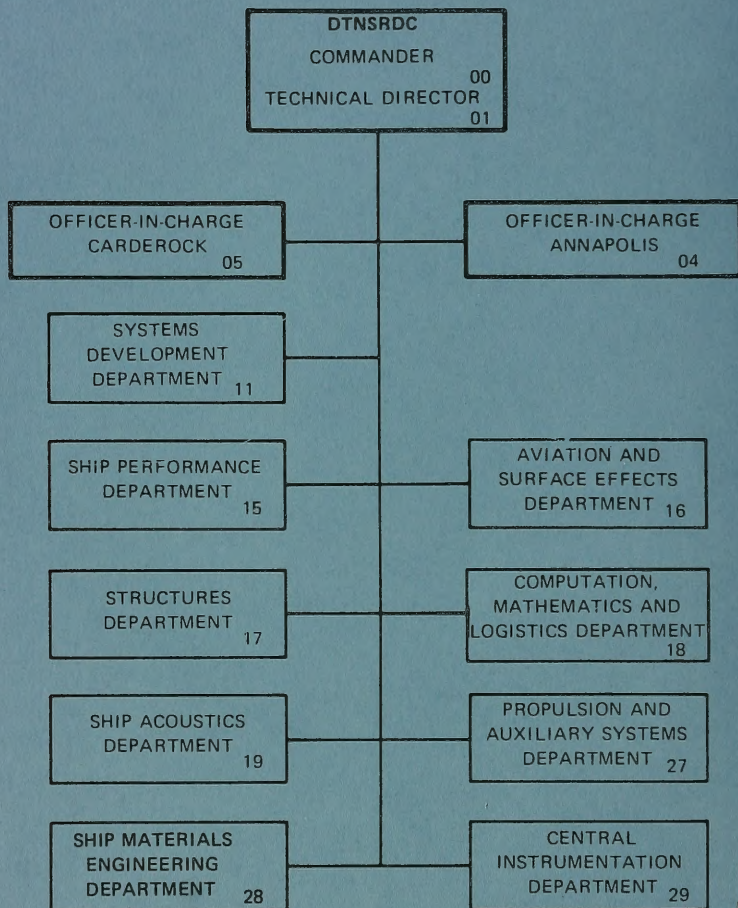 DTNSRDC
COMMANDER
00
TECHNICAL DIRECTOR
01
OFFICER-IN-CHARGE
CARDEROCK
05
OFFICER-IN-CHARGE
ANNAPOLIS
04
SYSTEMS
DEVELOPMENT
DEPARTMENT 11
SHIP PERFORMANCE
DEPARTMENT
15
AVIATION AND
SURFACE EFFECTS
DEPARTMENT 16
STRUCTURES
DEPARTMENT
17
COMPUTATION,
MATHEMATICS AND
LOGISTICS DEPARTMENT
18
SHIP ACOUSTICS
DEPARTMENT
19
PROPULSION AND
AUXILIARY SYSTEMS
DEPARTMENT 27
SHIP MATERIALS
ENGINEERING
DEPARTMENT 28
CENTRAL
INSTRUMENTATION
DEPARTMENT 29